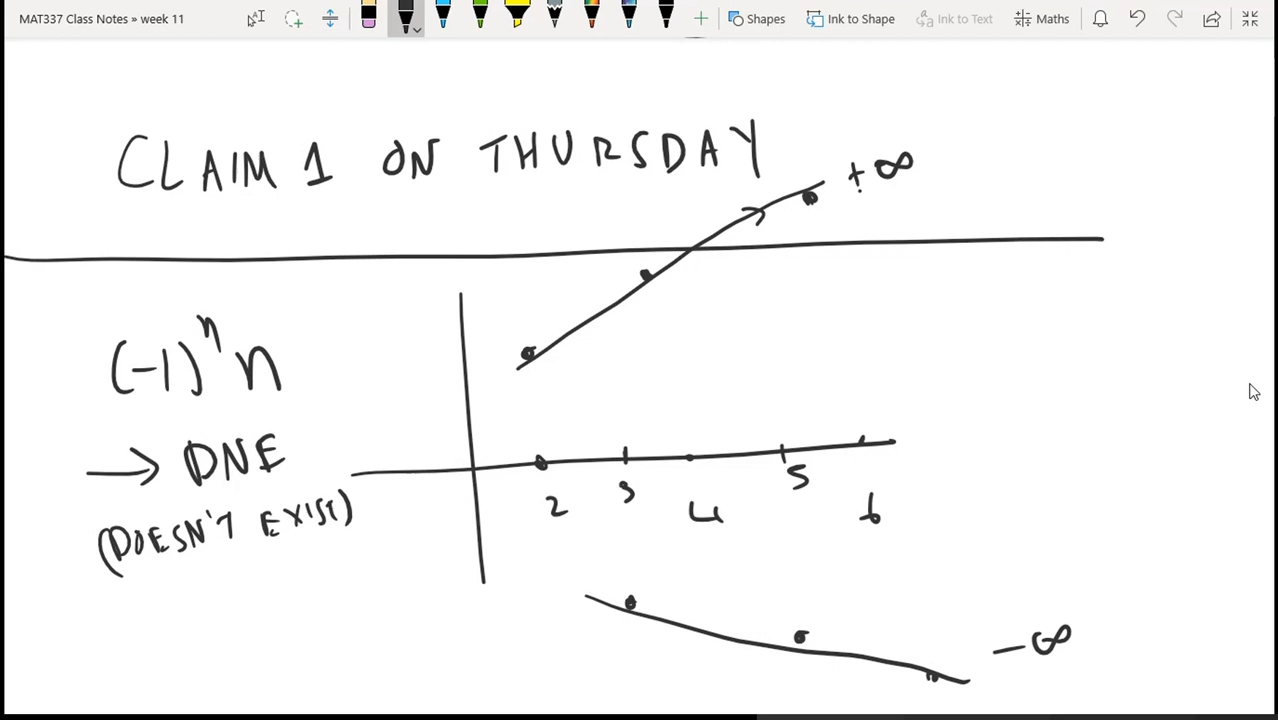 MAT337 Class Notes » week 11
Shapes
Ink to Shape
Ink to Text
Maths
CLAIM 1 ON THURSDAY
+∞
(-1)ⁿ n
→ DNE
(DOESN'T EXIST)
2 3 4 5 6
-∞